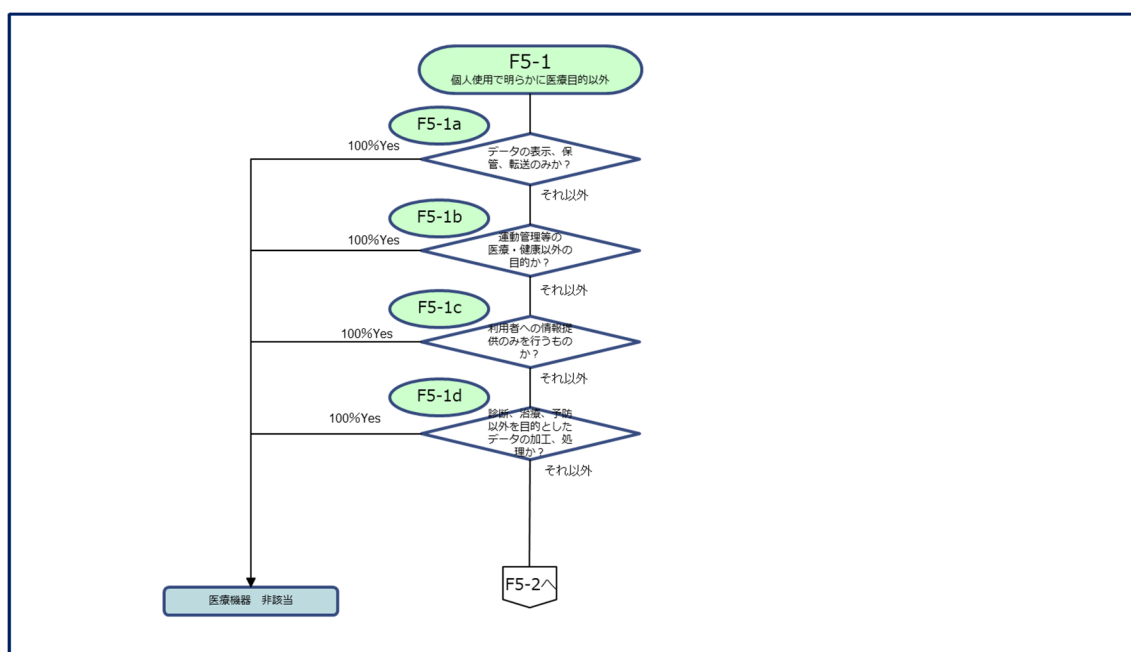 F5-1
個人使用で明らかに医療目的以外
F5-1a
100%Yes
データの表示、保
管、転送のみか？
それ以外
F5-1b
100%Yes
運動管理等の
医療・健康以外の
目的か？
それ以外
F5-1c
100%Yes
利用者への情報提
供のみを行うもの
か？
それ以外
F5-1d
100%Yes
診断、治療、予防
以外を目的とした
データの加工、処
理か？
それ以外
F5-2へ
医療機器　非該当